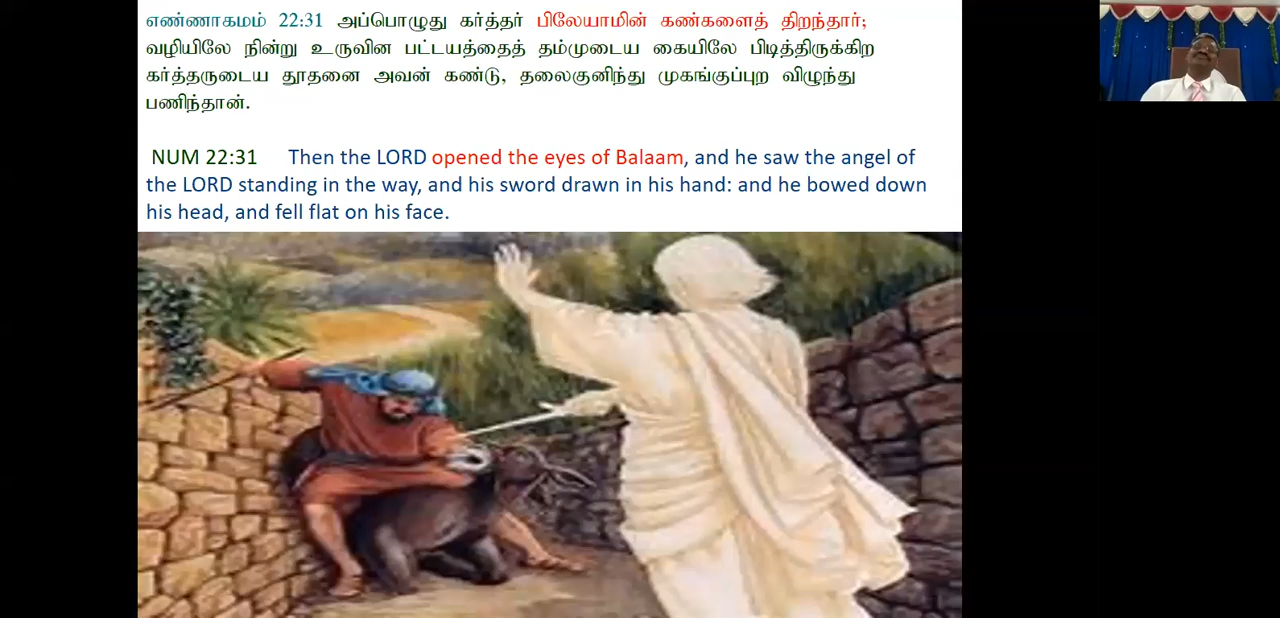 எண்ணாகமம் 22:31 அப்பொழுது கர்த்தர் பிலேயாமின் கண்களைத் திறந்தார்;
வழியிலே நின்று உருவின பட்டயத்தைத் தம்முடைய கையிலே பிடித்திருக்கிற
கர்த்தருடைய தூதனை அவன் கண்டு, தலைகுனிந்து முகங்குப்புற விழுந்து
பணிந்தான்.
NUM 22:31 Then the LORD opened the eyes of Balaam, and he saw the angel of
the LORD standing in the way, and his sword drawn in his hand: and he bowed down
his head, and fell flat on his face.